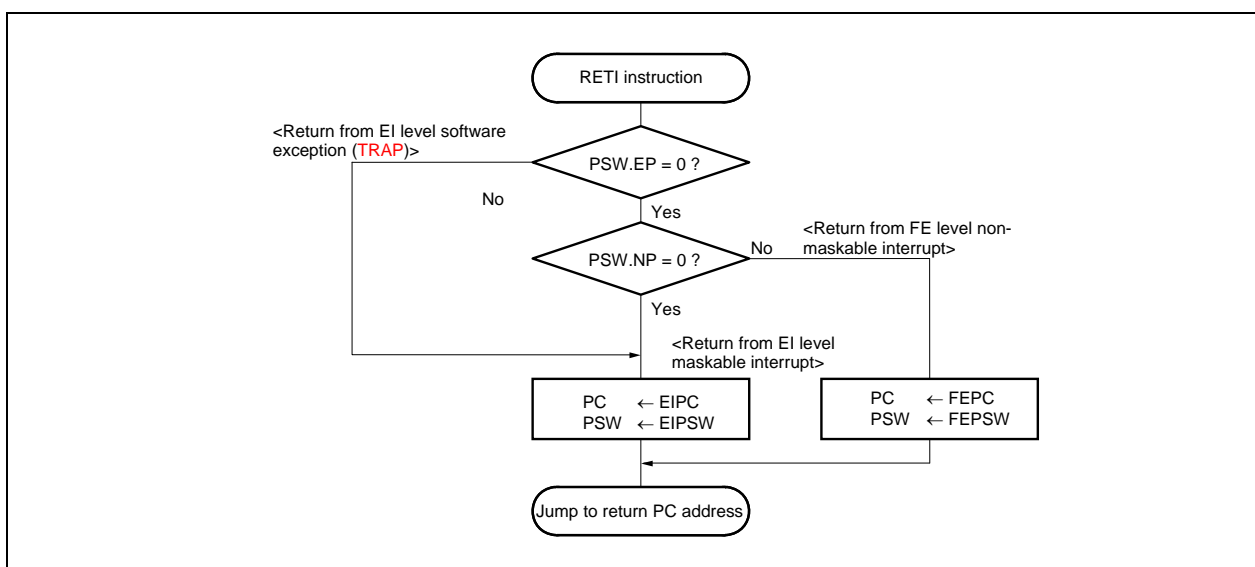 RETI instruction
<Return from EI level software
exception (TRAP)>
PSW.EP = 0 ?
No
Yes
<Return from FE level non-
maskable interrupt>
No
PSW.NP = 0 ?
Yes
<Return from EI level
maskable interrupt>
PC ← EIPC
PSW ← EIPSW
PC ← FEPC
PSW ← FEPSW
Jump to return PC address